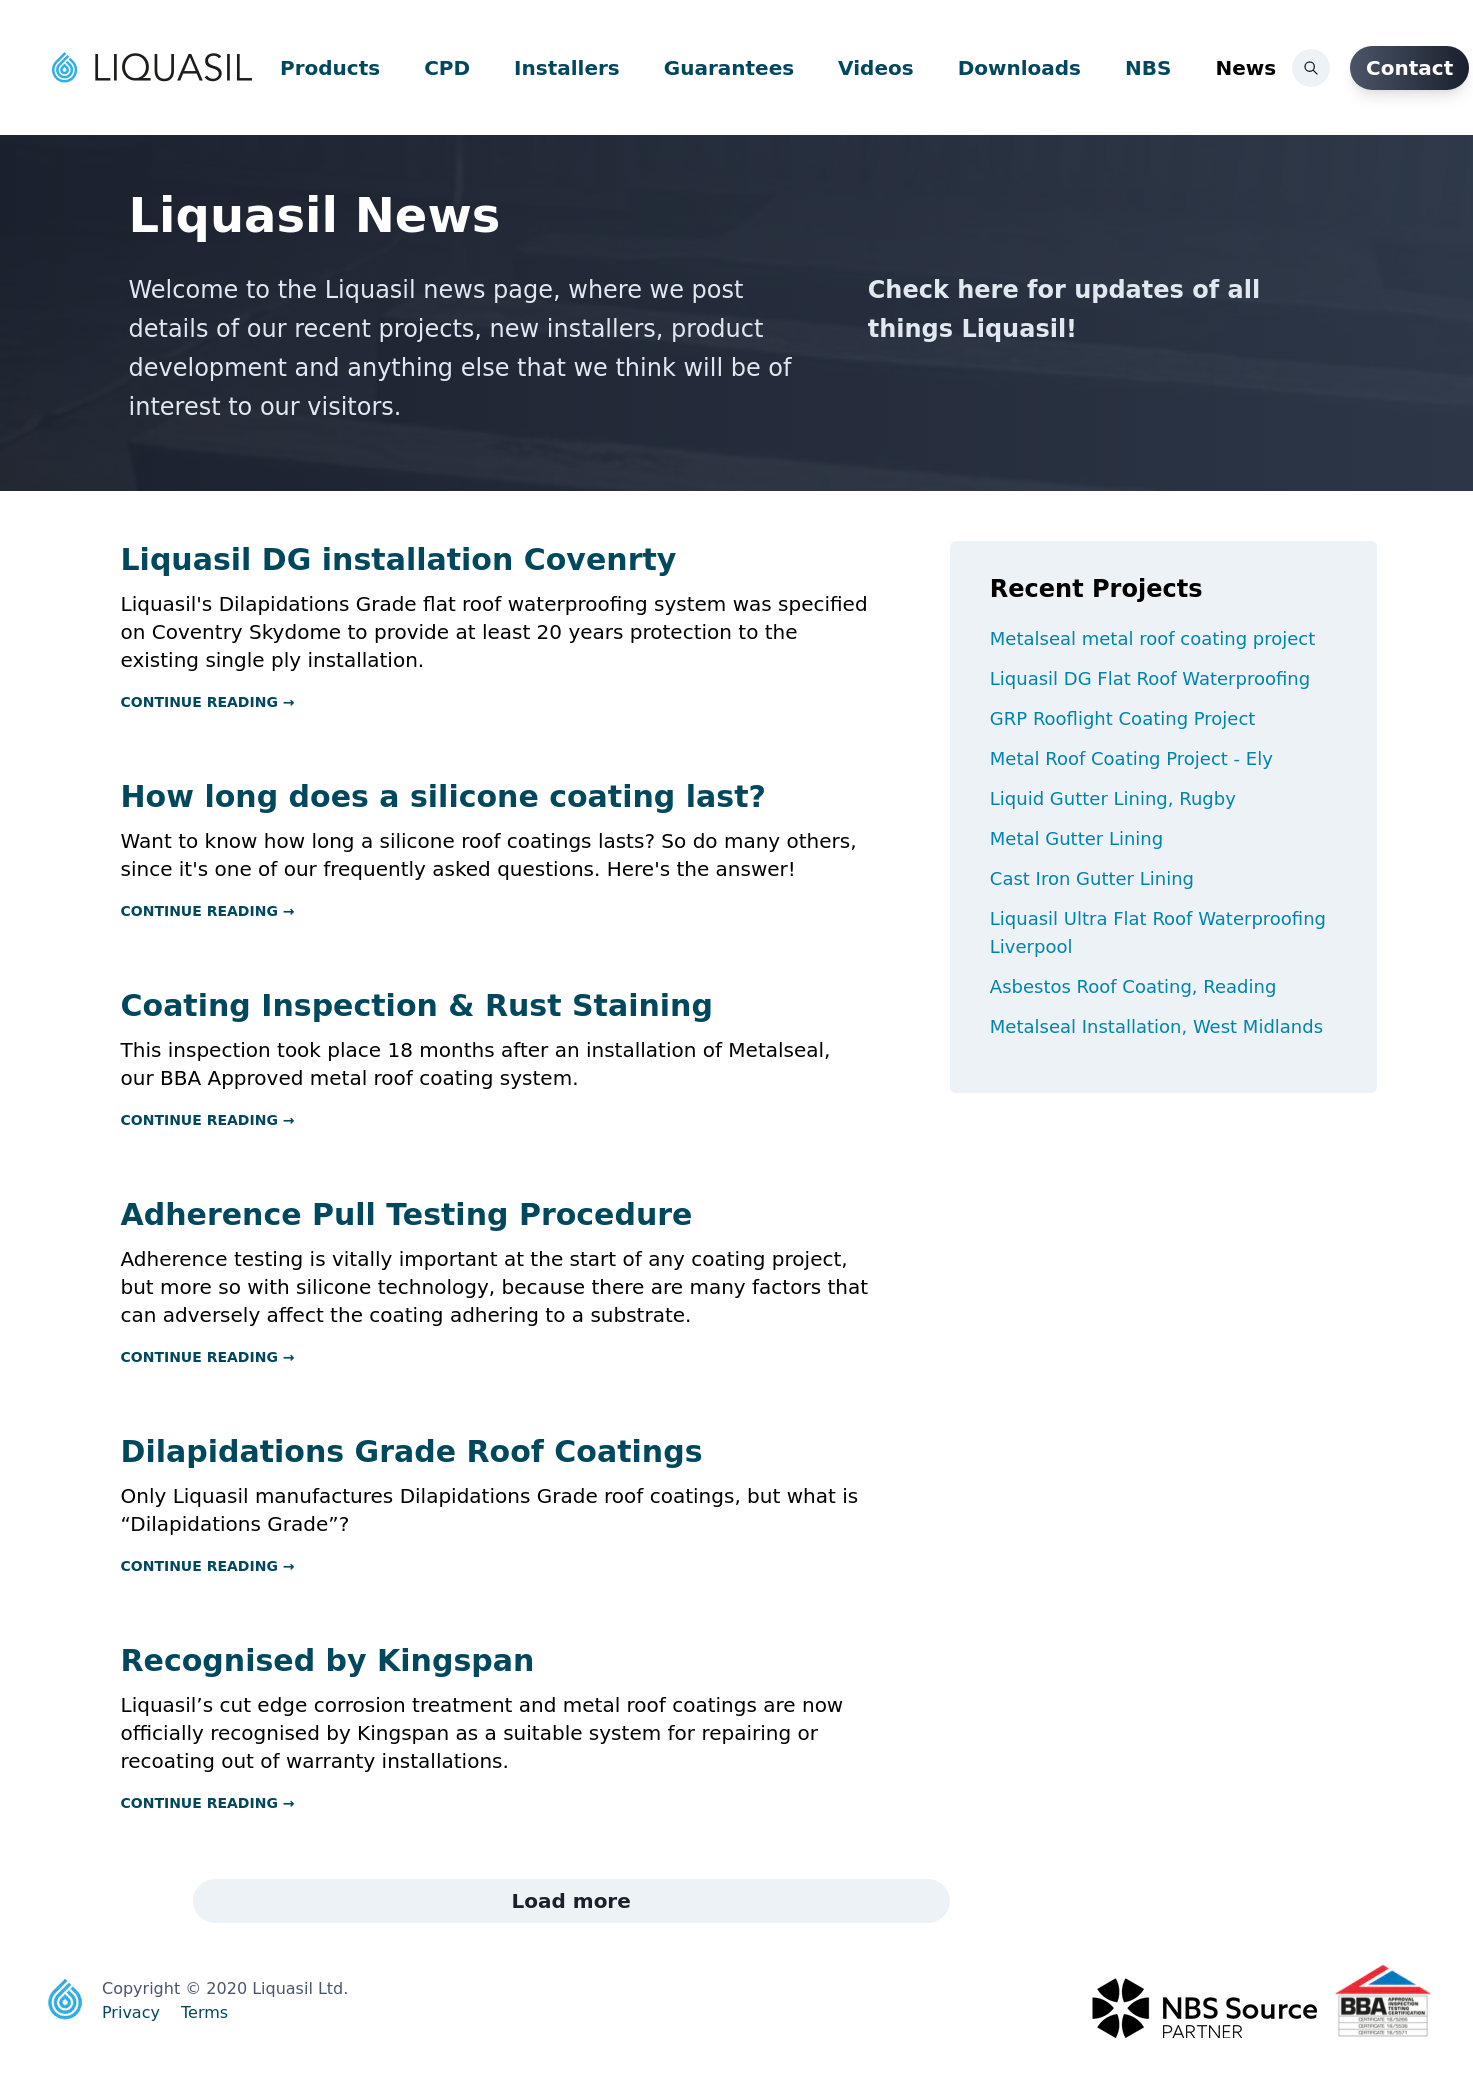 LIQUASIL
Products CPD Installers Guarantees Videos Downloads NBS News Contact
Liquasil News
Welcome to the Liquasil news page, where we post
details of our recent projects, new installers, product
development and anything else that we think will be of
interest to our visitors.
Check here for updates of all
things Liquasil!
Liquasil DG installation Covenrty
Liquasil's Dilapidations Grade flat roof waterproofing system was specified
on Coventry Skydome to provide at least 20 years protection to the
existing single ply installation.
CONTINUE READING →
How long does a silicone coating last?
Want to know how long a silicone roof coatings lasts? So do many others,
since it's one of our frequently asked questions. Here's the answer!
CONTINUE READING →
Coating Inspection & Rust Staining
This inspection took place 18 months after an installation of Metalseal,
our BBA Approved metal roof coating system.
CONTINUE READING →
Adherence Pull Testing Procedure
Adherence testing is vitally important at the start of any coating project,
but more so with silicone technology, because there are many factors that
can adversely affect the coating adhering to a substrate.
CONTINUE READING →
Dilapidations Grade Roof Coatings
Only Liquasil manufactures Dilapidations Grade roof coatings, but what is
“Dilapidations Grade”?
CONTINUE READING →
Recognised by Kingspan
Liquasil’s cut edge corrosion treatment and metal roof coatings are now
officially recognised by Kingspan as a suitable system for repairing or
recoating out of warranty installations.
CONTINUE READING →
Load more
Recent Projects
Metalseal metal roof coating project
Liquasil DG Flat Roof Waterproofing
GRP Rooflight Coating Project
Metal Roof Coating Project - Ely
Liquid Gutter Lining, Rugby
Metal Gutter Lining
Cast Iron Gutter Lining
Liquasil Ultra Flat Roof Waterproofing
Liverpool
Asbestos Roof Coating, Reading
Metalseal Installation, West Midlands
Copyright © 2020 Liquasil Ltd.
Privacy Terms
NBS Source
PARTNER
BBA
APPROVAL
INSPECTION
TESTING
CERTIFICATION